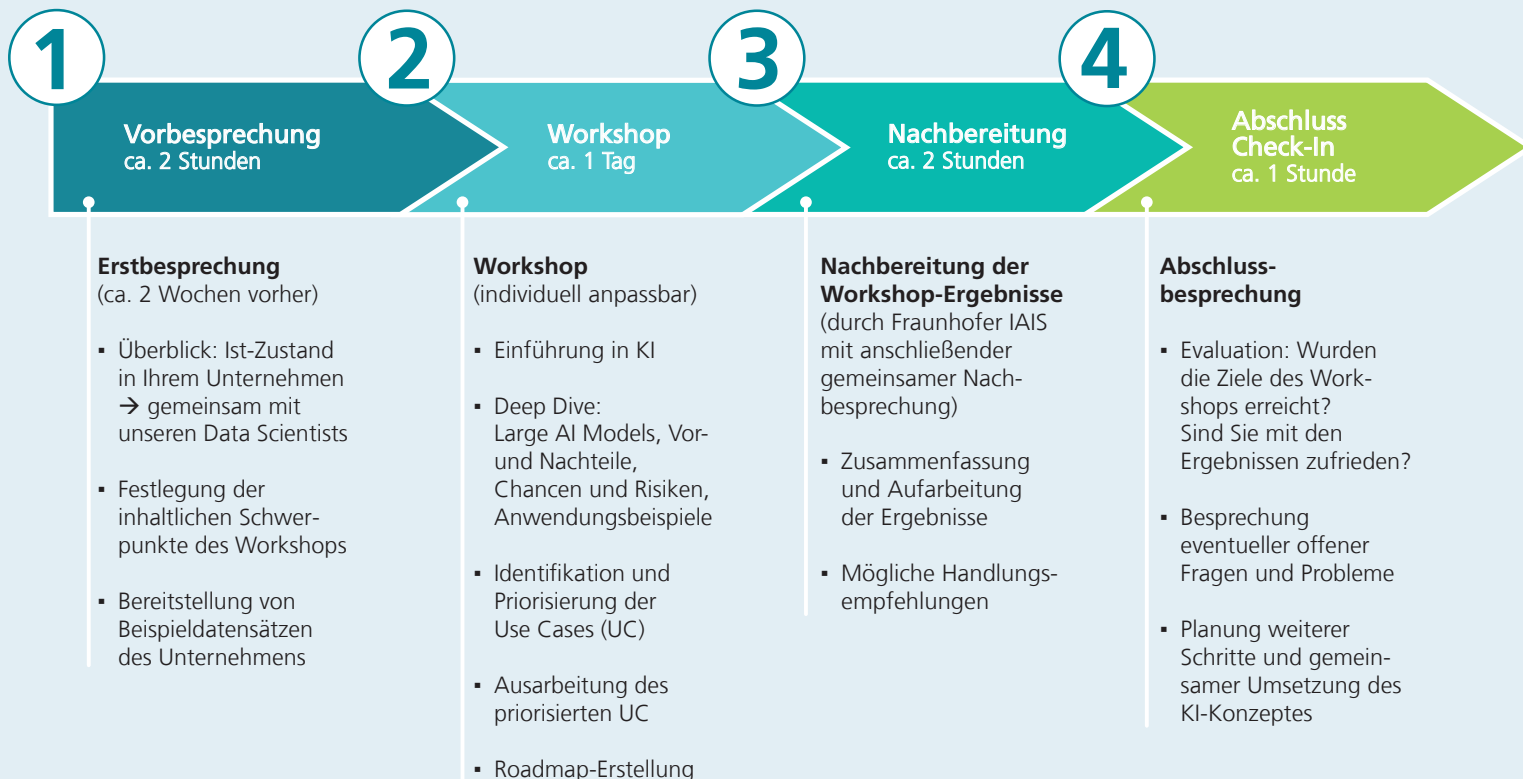 1
Vorbesprechung
ca. 2 Stunden
2
Workshop
ca. 1 Tag
3
Nachbereitung
ca. 2 Stunden
4
Abschluss
Check-In
ca. 1 Stunde
Erstbesprechung
(ca. 2 Wochen vorher)
▪ Überblick: Ist-Zustand
in Ihrem Unternehmen
→ gemeinsam mit
unseren Data Scientists
▪ Festlegung der
inhaltlichen Schwer-
punkte des Workshops
▪ Bereitstellung von
Beispieldatensätzen
des Unternehmens
Workshop
(individuell anpassbar)
▪ Einführung in KI
▪ Deep Dive:
Large AI Models, Vor-
und Nachteile,
Chancen und Risiken,
Anwendungsbeispiele
▪ Identifikation und
Priorisierung der
Use Cases (UC)
▪ Ausarbeitung des
priorisierten UC
▪ Roadmap-Erstellung
Nachbereitung der
Workshop-Ergebnisse
(durch Fraunhofer IAIS
mit anschließender
gemeinsamer Nach-
besprechung)
▪ Zusammenfassung
und Aufarbeitung
der Ergebnisse
▪ Mögliche Handlungs-
empfehlungen
Abschluss-
besprechung
▪ Evaluation: Wurden
die Ziele des Work-
shops erreicht?
Sind Sie mit den
Ergebnissen zufrieden?
▪ Besprechung
eventueller offener
Fragen und Probleme
▪ Planung weiterer
Schritte und gemein-
samer Umsetzung des
KI-Konzeptes